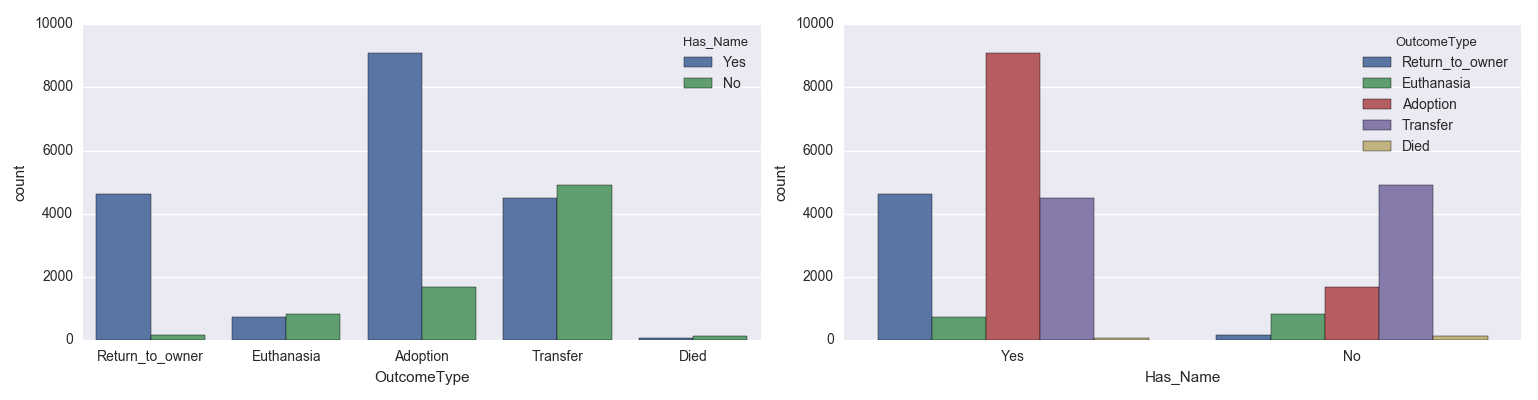 10000
8000
6000
4000
2000
0
count
Has_Name
Yes
No
Return_to_owner Euthanasia Adoption Transfer Died
OutcomeType
10000
8000
6000
4000
2000
0
count
OutcomeType
Return_to_owner
Euthanasia
Adoption
Transfer
Died
Yes No
Has_Name